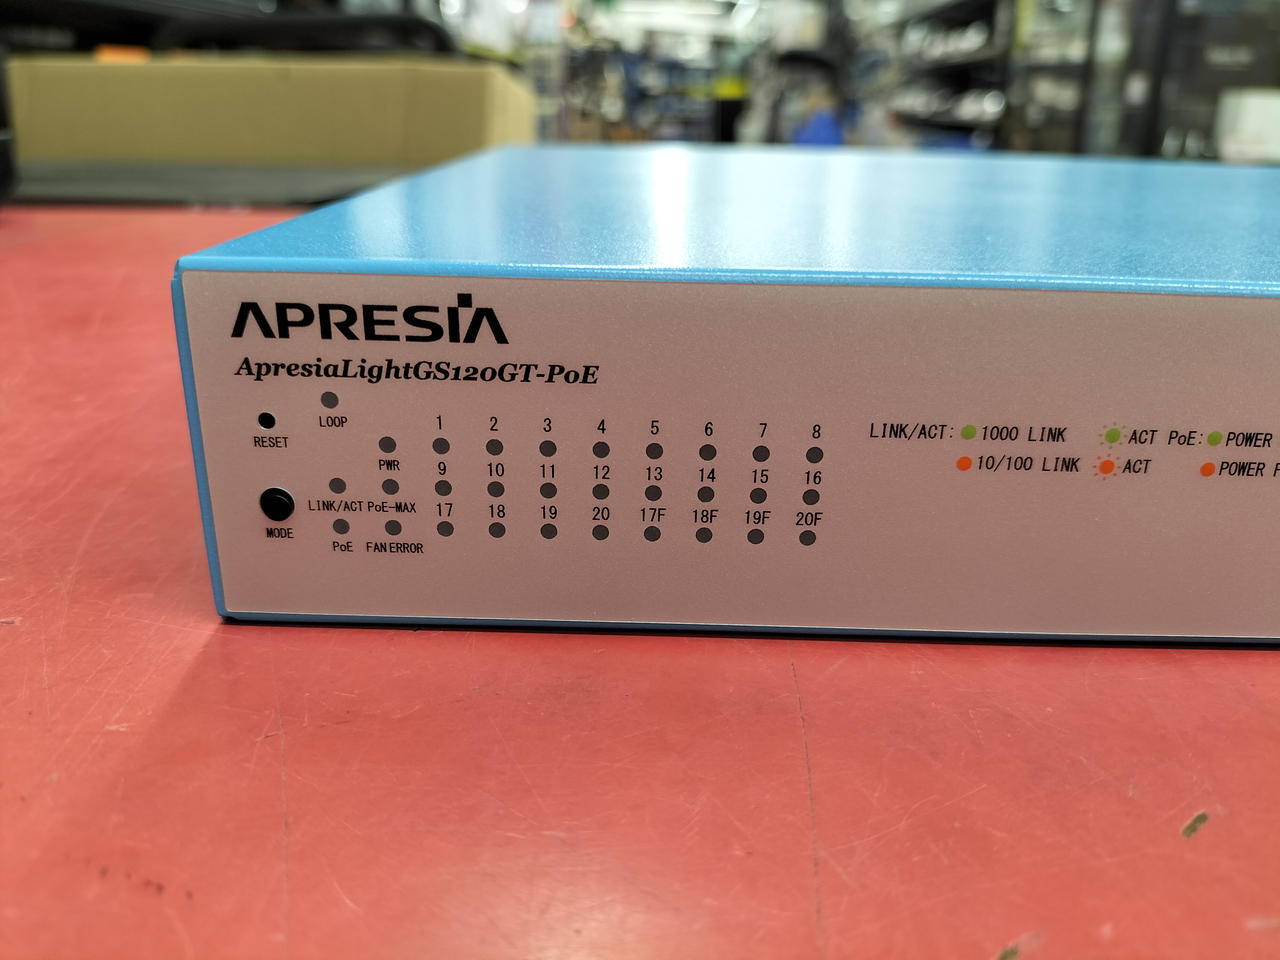 APRESIA
ApresiaLightGS120GT-PoE
LOOP
RESET
PWR
1 2 3 4 5 6 7 8
LINK/ACT PoE-MAX
9 10 11 12 13 14 15 16
MODE
PoE FAN ERROR
17 18 19 20 17F 18F 19F 20F
LINK/ACT: 1000 LINK ACT PoE: POWER
10/100 LINK ACT POWER F